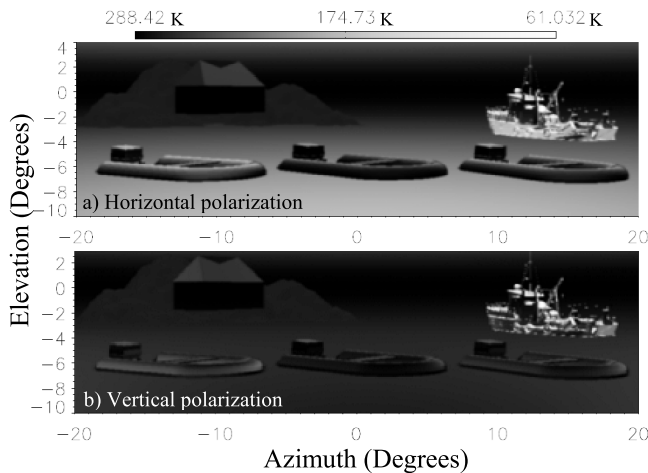 288.42 K 174.73 K 61.032 K
4
2
0
−2
−4
−6
−8
−10
a) Horizontal polarization
−20 −10 0 10 20
Elevation (Degrees)
2
0
−2
−4
−6
−8
−10
b) Vertical polarization
−20 −10 0 10 20
Azimuth (Degrees)